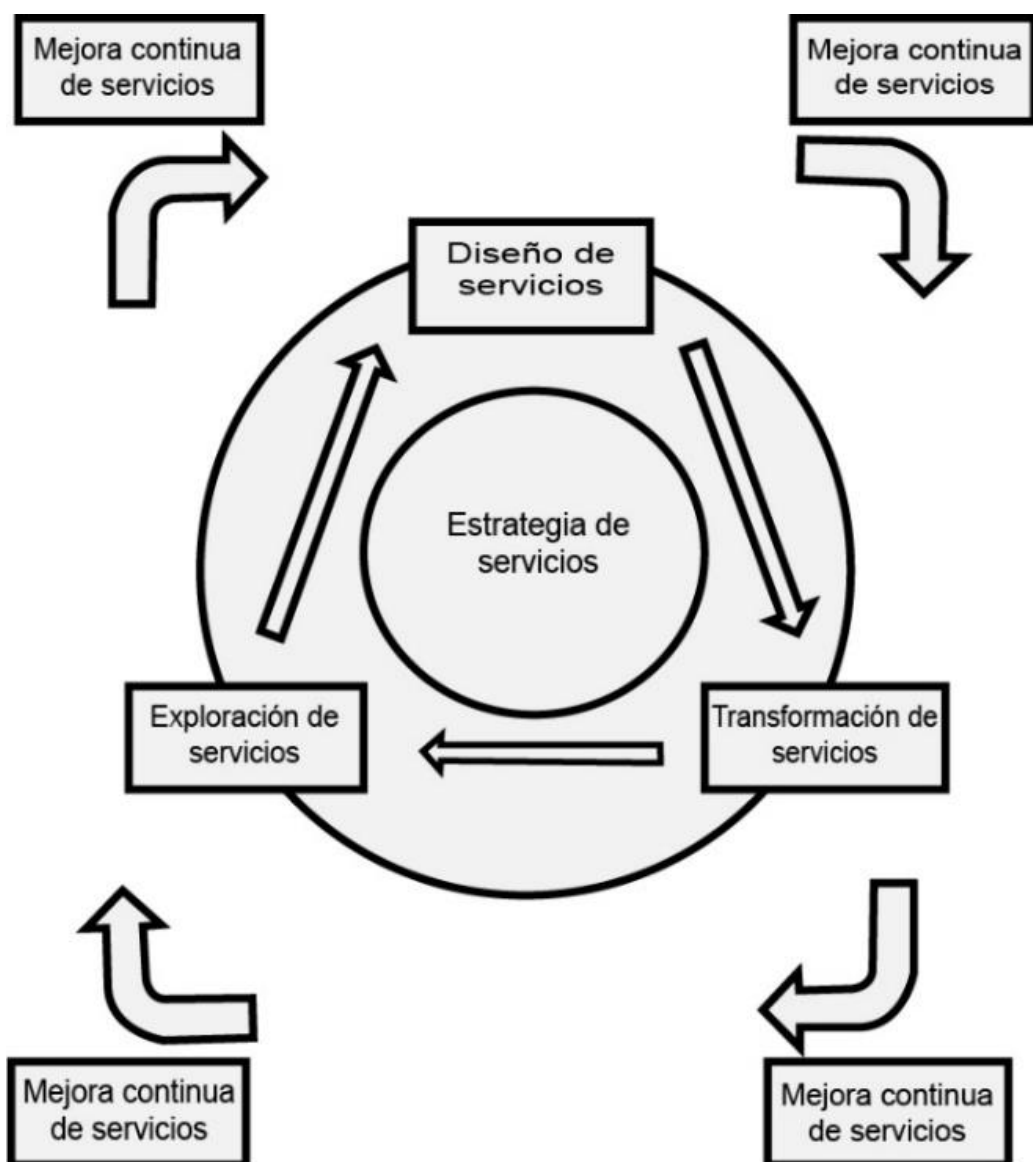 Mejora continua
de servicios
Mejora continua
de servicios
Diseño de
servicios
Estrategia de
servicios
Exploración de
servicios
Transformación de
servicios
Mejora continua
de servicios
Mejora continua
de servicios